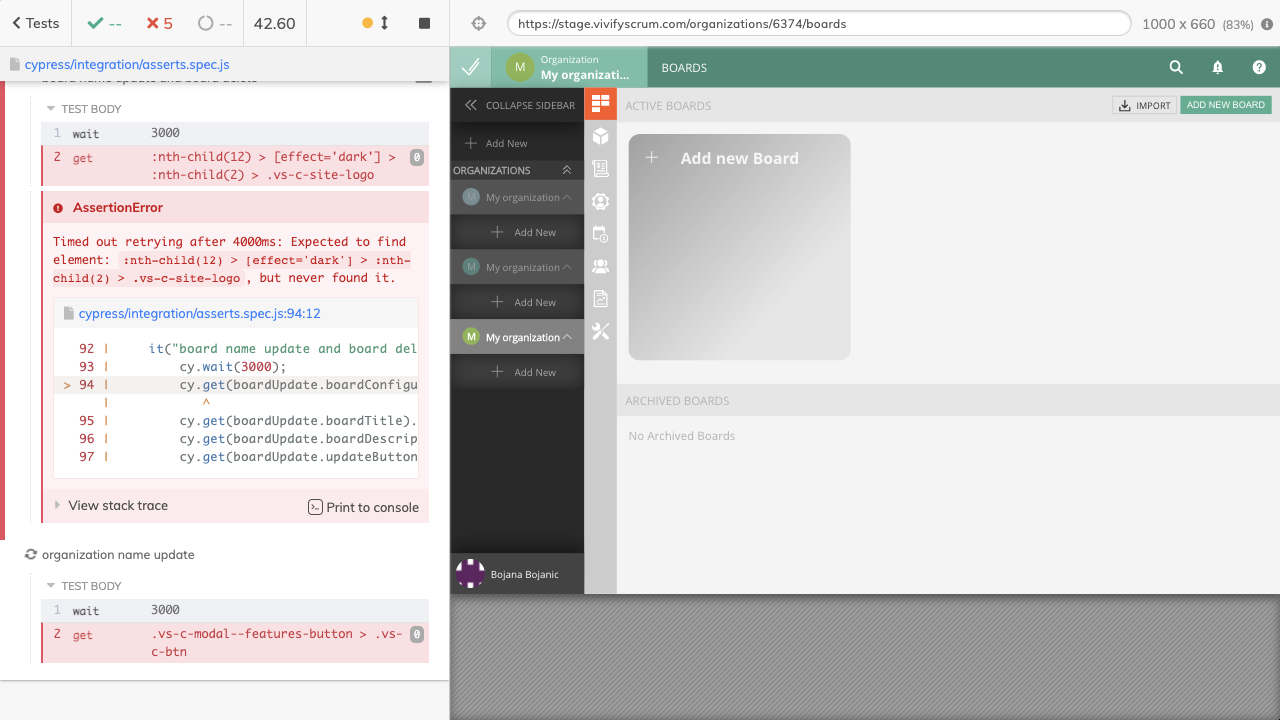 Tests
--
5
--
42.60
cypress/integration/asserts.spec.js
board name update and board delete
TEST BODY
1 wait 3000
2 get :nth-child(12) > [effect='dark'] >
:nth-child(2) > .vs-c-site-logo
0
AssertionError
Timed out retrying after 4000ms: Expected to find
element: :nth-child(12) > [effect='dark'] > :nth-
child(2) > .vs-c-site-logo , but never found it.
cypress/integration/asserts.spec.js:94:12
92 | it("board name update and board del
93 | cy.wait(3000);
> 94 | cy.get(boardUpdate.boardConfigu
| ^
95 | cy.get(boardUpdate.boardTitle).
96 | cy.get(boardUpdate.boardDescrip
97 | cy.get(boardUpdate.updateButton
View stack trace
Print to console
organization name update
TEST BODY
1 wait 3000
2 get .vs-c-modal--features-button > .vs-
c-btn
0
https://stage.vivifyscrum.com/organizations/6374/boards
1000 x 660 (83%)
M
Organization
My organizati...
BOARDS
COLLAPSE SIDEBAR
Add New
ORGANIZATIONS
M My organization
Add New
M My organization
Add New
M My organization
Add New
Bojana Bojanic
ACTIVE BOARDS
IMPORT
ADD NEW BOARD
Add new Board
ARCHIVED BOARDS
No Archived Boards